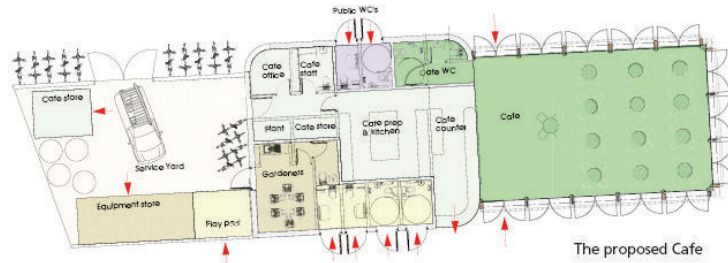 Public WC's
Cafe
office
Cafe
staff
Cafe WC
Cafe store
Plant
Cafe store
Care prep
& kitchen
Cafe
counter
Cafe
Service Yard
Gardeners
Equipment store
Play pod
The proposed Cafe